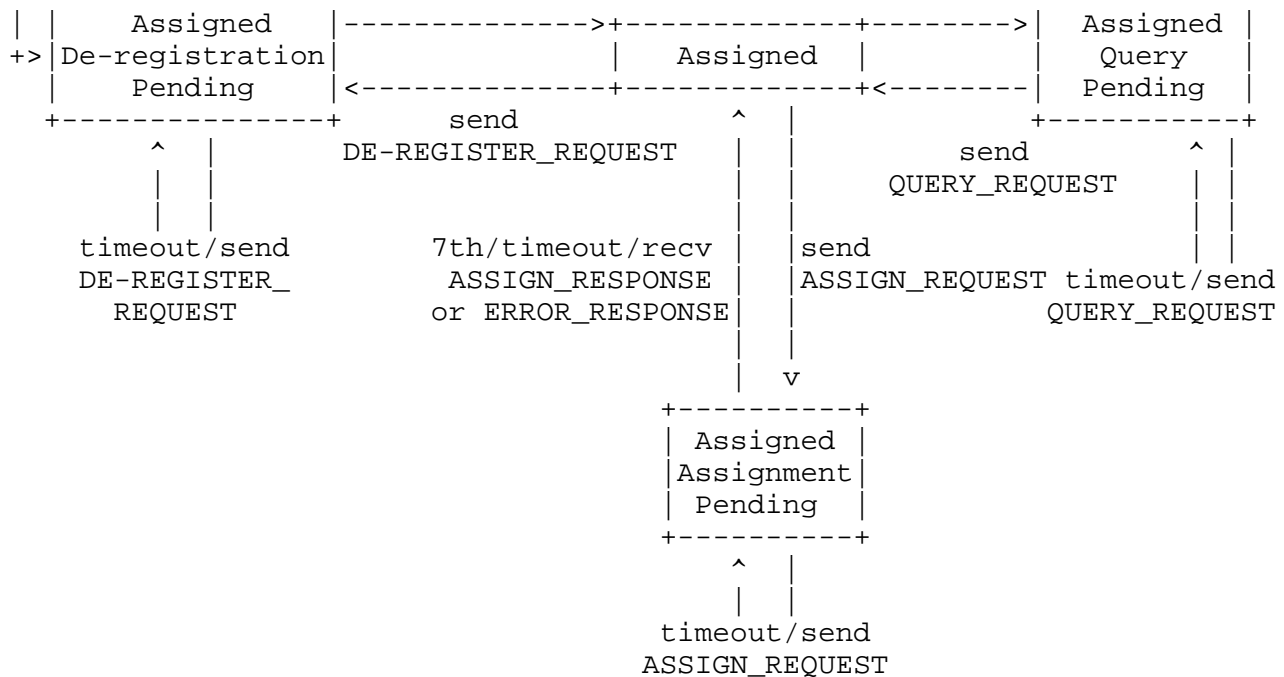 | |    Assigned    |-------------->+-------------+-------->|  Assigned |
+>|De-registration|               |  Assigned   |         |   Query   |
|    Pending    |<--------------+-------------+<--------|  Pending  |
+---------------+      send              ^  |              +-----------+
^  |       DE-REGISTER_REQUEST   |  |         send         ^ |
|  |                             |  |     QUERY_REQUEST    | |
|  |                             |  |                      | |
timeout/send        7th/timeout/recv |  |send                  | |
DE-REGISTER_         ASSIGN_RESPONSE |  |ASSIGN_REQUEST timeout/send
REQUEST           or ERROR_RESPONSE|  |              QUERY_REQUEST
|  |
|  v
+----------+
| Assigned |
|Assignment|
| Pending  |
+----------+
^  |
|  |
timeout/send
ASSIGN_REQUEST